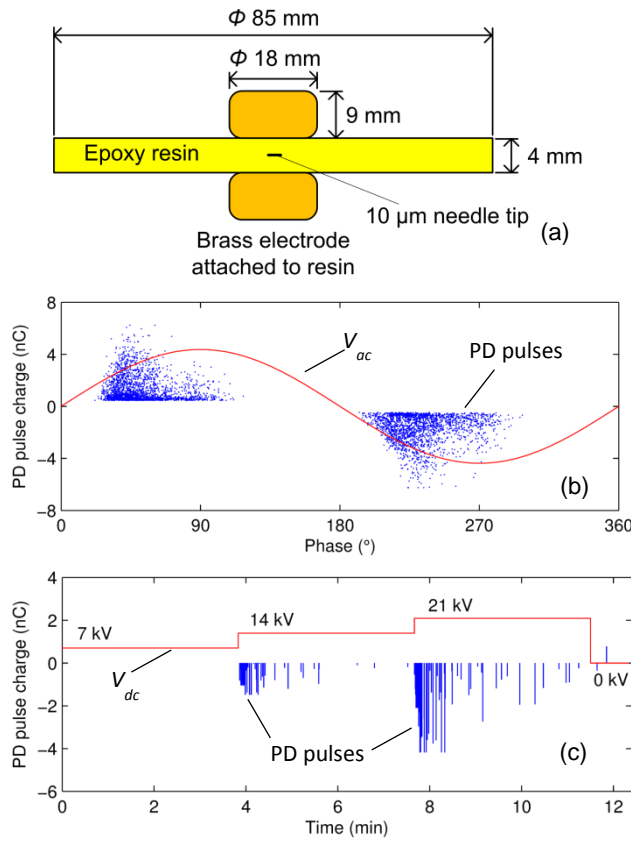 Φ 85 mm
Φ 18 mm
9 mm
Epoxy resin
4 mm
10 µm needle tip
(a)
Brass electrode
attached to resin
8
4
0
−4
−8
PD pulse charge (nC)
V ac
PD pulses
(b)
0 90 180 270 360
Phase (°)
4
2
0
−2
−4
−6
PD pulse charge (nC)
7 kV
14 kV
21 kV
0 kV
V dc
PD pulses
(c)
0 2 4 6 8 10 12
Time (min)